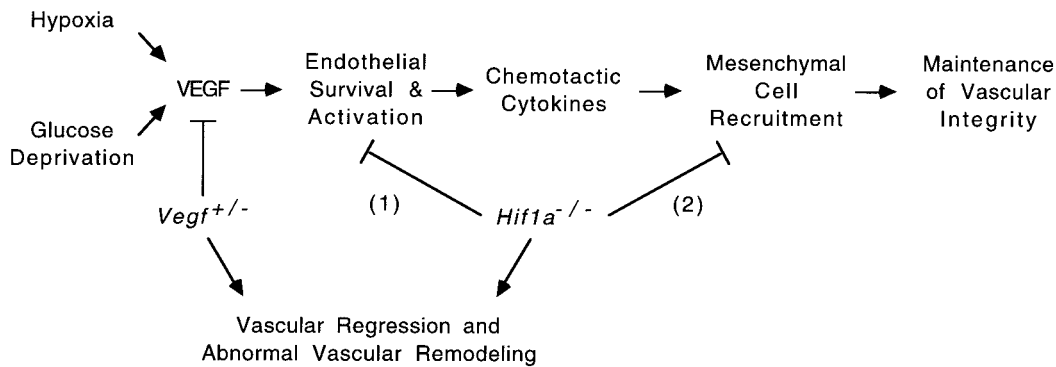 Hypoxia
Glucose
Deprivation
VEGF
Endothelial
Survival &
Activation
Chemotactic
Cytokines
Mesenchymal
Cell
Recruitment
Maintenance
of Vascular
Integrity
Vegf+/-
(1)
Hif1a-/-
(2)
Vascular Regression and
Abnormal Vascular Remodeling